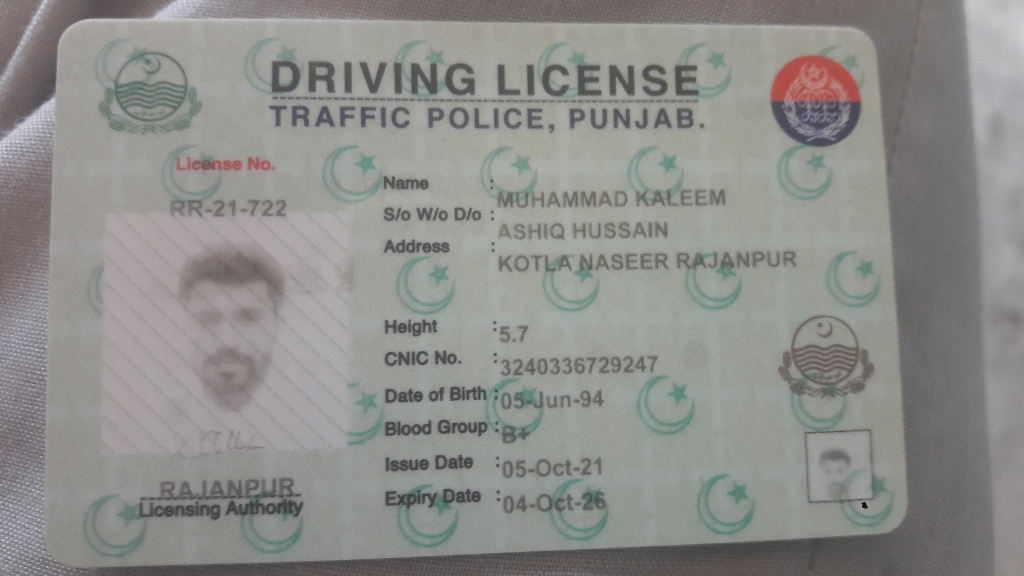 DRIVING LICENSE
TRAFFIC POLICE, PUNJAB.
License No.
RR-21-722
Name : MUHAMMAD KALEEM
S/o W/o D/o : ASHIQ HUSSAIN
Address : KOTLA NASEER RAJANPUR
Height : 5.7
CNIC No. : 3240336729247
Date of Birth : 05-Jun-94
Blood Group : B+
Issue Date : 05-Oct-21
Expiry Date : 04-Oct-26
RAJANPUR
Licensing Authority